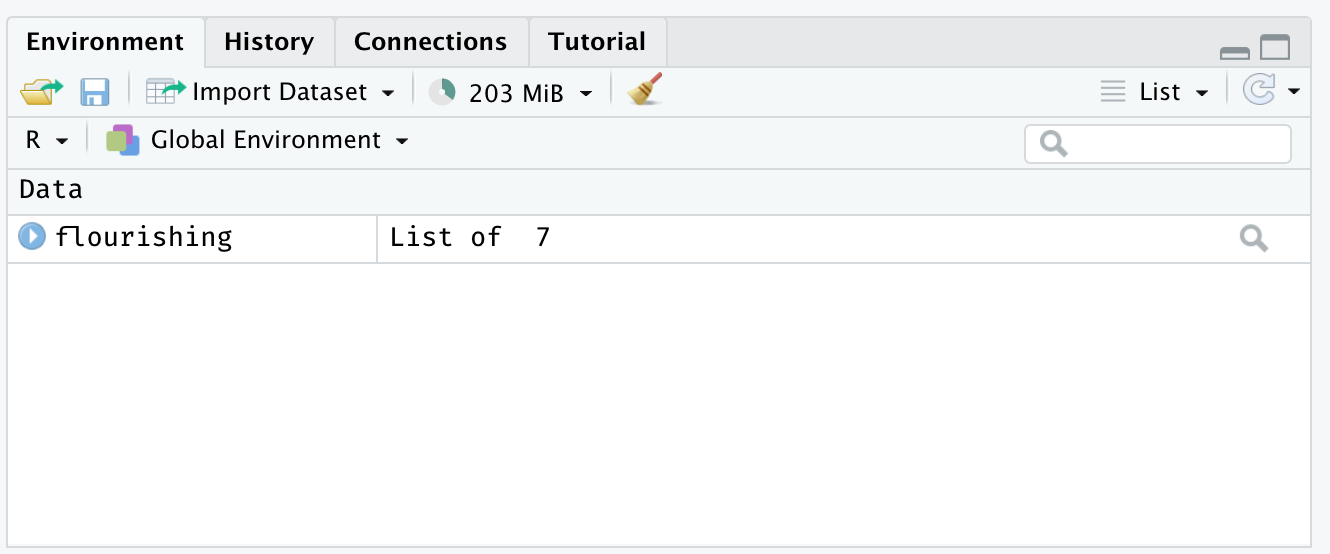 Environment History Connections Tutorial
Import Dataset 203 MiB List
R Global Environment
Data
flourishing List of  7